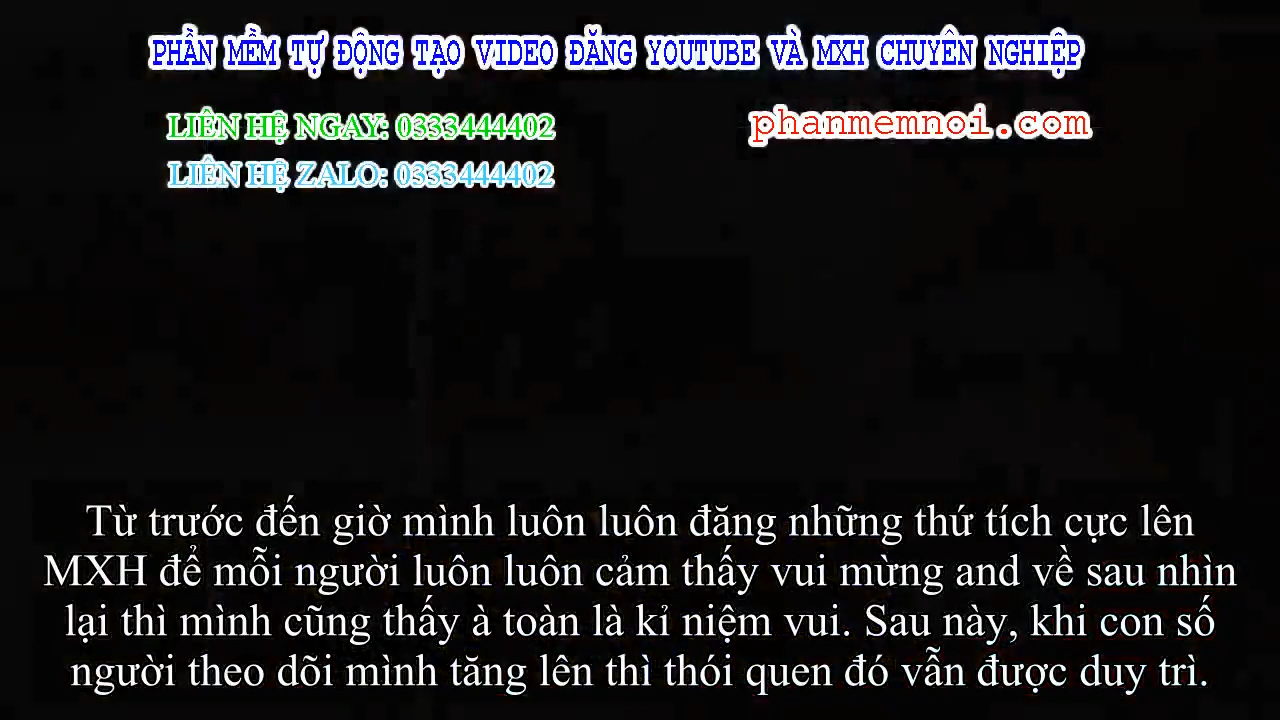 PHẦN MỀM TỰ ĐỘNG TẠO VIDEO ĐĂNG YOUTUBE VÀ MXH CHUYÊN NGHIỆP
LIÊN HỆ NGAY: 0333444402
phanmemnoi.com
LIÊN HỆ ZALO: 0333444402
Từ trước đến giờ mình luôn luôn đăng những thứ tích cực lên
MXH để mỗi người luôn luôn cảm thấy vui mừng and về sau nhìn
lại thì mình cũng thấy à toàn là kỉ niệm vui. Sau này, khi con số
người theo dõi mình tăng lên thì thói quen đó vẫn được duy trì.